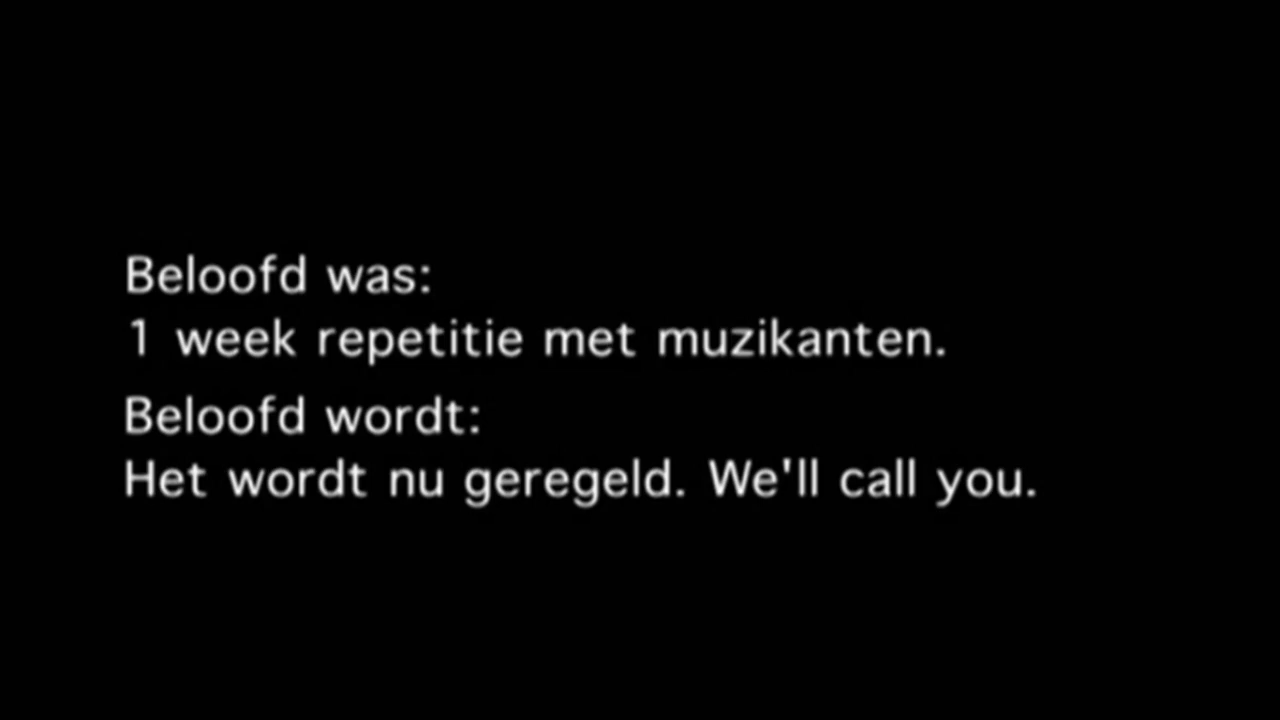 Beloofd was:
1 week repetitie met muzikanten.
Beloofd wordt:
Het wordt nu geregeld. We'll call you.